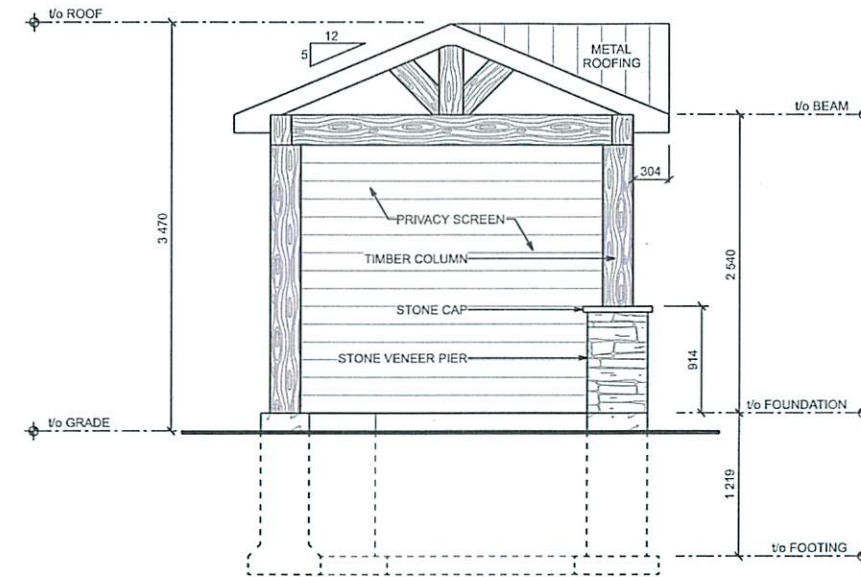 t/o ROOF
12
5
METAL
ROOFING
t/o BEAM
304
3 470
PRIVACY SCREEN
TIMBER COLUMN
2 540
STONE CAP
STONE VENEER PIER
914
t/o FOUNDATION
t/o GRADE
1 219
t/o FOOTING